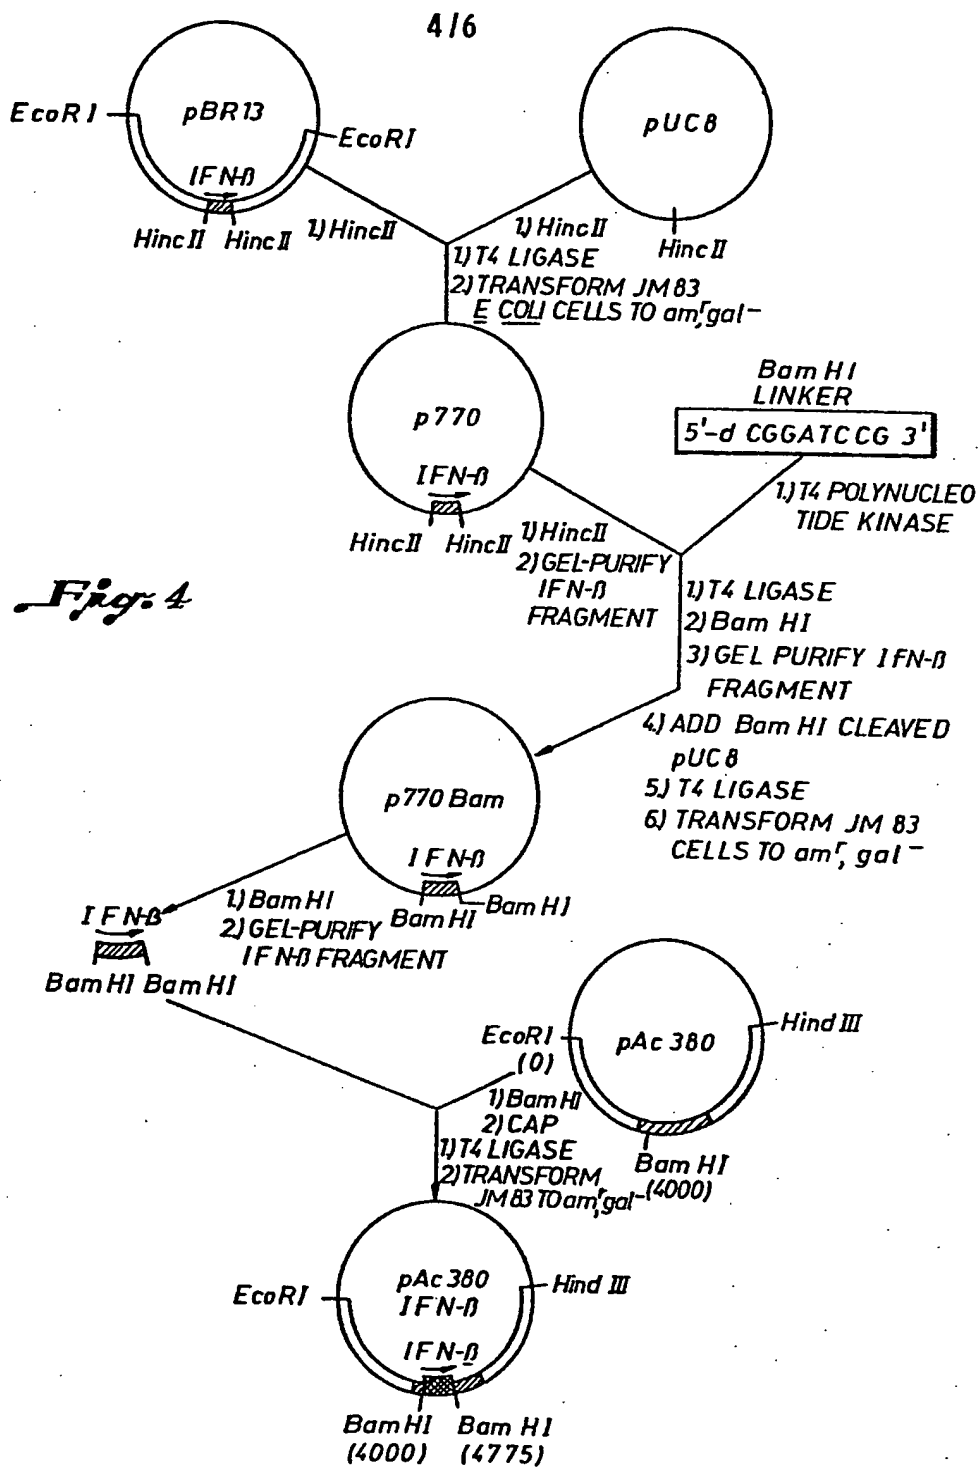 4/6
EcoRI
pBR13
EcoRI
IFN-β
HincII HincII
pUC8
HincII
1.) HincII
1.) HincII
1.) T4 LIGASE
2.) TRANSFORM JM83
E COLI CELLS TO amʳ, gal⁻
p770
IFN-β
HincII HincII
Bam HI
LINKER
5'-d CGGATCCG 3'
1.) T4 POLYNUCLEO
TIDE KINASE
1.) HincII
2.) GEL-PURIFY
IFN-β
FRAGMENT
Fig. 4
1.) T4 LIGASE
2.) Bam HI
3.) GEL PURIFY IFN-β
FRAGMENT
4.) ADD Bam HI CLEAVED
pUC8
5.) T4 LIGASE
6.) TRANSFORM JM 83
CELLS TO amʳ, gal⁻
p770 Bam
IFN-β
BamHI BamHI
1.) BamHI
2.) GEL-PURIFY
IFN-β FRAGMENT
IFN-β
BamHI BamHI
EcoRI
(0)
pAc 380
Hind III
Bam HI
(4000)
1.) Bam HI
2.) CAP
1.) T4 LIGASE
2.) TRANSFORM
JM 83 TO amʳ, gal⁻
EcoRI
pAc 380
IFN-β
Hind III
IFN-β
Bam HI Bam HI
(4000) (4775)